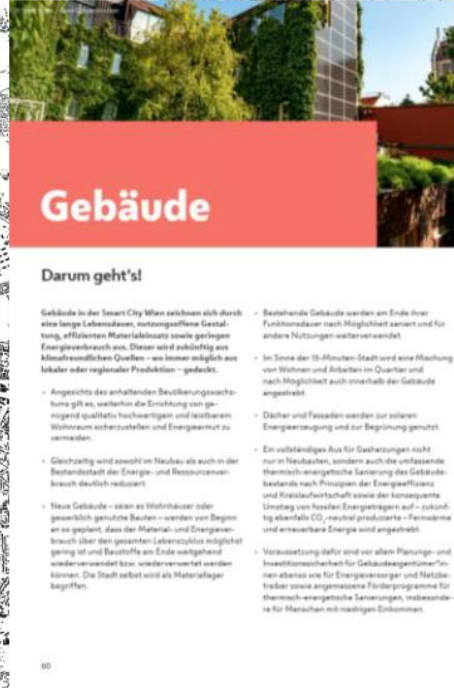 Gebäude
Darum geht's!
Gebäude in der Smart City Wien zeichnen sich durch
eine lange Lebensdauer, nutzungsoffene Gestal-
tung, effizienten Materialeinsatz sowie geringen
Energieverbrauch aus. Dieser wird zukünftig aus
klimafreundlichen Quellen – wo immer möglich aus
lokaler oder regionaler Produktion – gedeckt.
- Angesichts des anhaltenden Bevölkerungswachs-
tums gilt es, weiterhin die Errichtung von ge-
nügend qualitativ hochwertigem und leistbarem
Wohnraum sicherzustellen und Energiearmut zu
vermeiden.
- Gleichzeitig wird sowohl im Neubau als auch in der
Bestandsstadt der Energie- und Ressourcenver-
brauch deutlich reduziert.
- Neue Gebäude – seien es Wohnhäuser oder
gewerblich genutzte Bauten – werden von Beginn
an so geplant, dass der Material- und Energiever-
brauch über den gesamten Lebenszyklus möglichst
gering ist und Baustoffe am Ende weitgehend
wiederverwendet bzw. wiederverwertet werden
können. Die Stadt selbst wird als Materiallager
begriffen.
- Bestehende Gebäude werden am Ende ihrer
Funktionsdauer nach Möglichkeit saniert und für
andere Nutzungen weiterverwendet.
- Im Sinne der 15-Minuten-Stadt wird eine Mischung
von Wohnen und Arbeiten im Quartier und
nach Möglichkeit auch innerhalb der Gebäude
angestrebt.
- Dächer und Fassaden werden zur solaren
Energieerzeugung und zur Begrünung genutzt.
- Ein vollständiges Aus für Gasheizungen nicht
nur in Neubauten, sondern auch die umfassende
thermisch-energetische Sanierung des Gebäude-
bestands nach Prinzipien der Energieeffizienz
und Kreislaufwirtschaft sowie der konsequente
Umstieg von fossilen Energieträgern auf – zukünf-
tig ebenfalls CO₂-neutral produzierte – Fernwärme
und erneuerbare Energie wird angestrebt.
- Voraussetzung dafür sind vor allem Planungs- und
Investitionssicherheit für Gebäudeeigentümer*in-
nen ebenso wie für Energieversorger und Netzbe-
treiber sowie angemessene Förderprogramme für
thermisch-energetische Sanierungen, insbesonde-
re für Menschen mit niedrigen Einkommen.
60